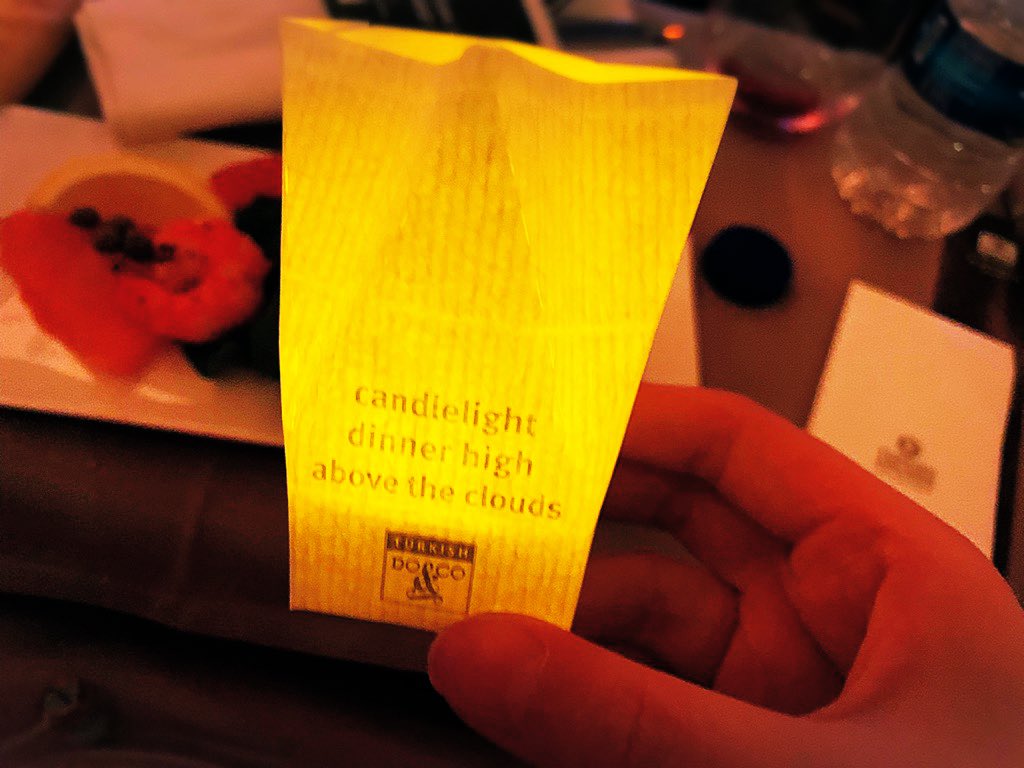 candlelight
dinner high
above the clouds
TURKISH
DO&CO